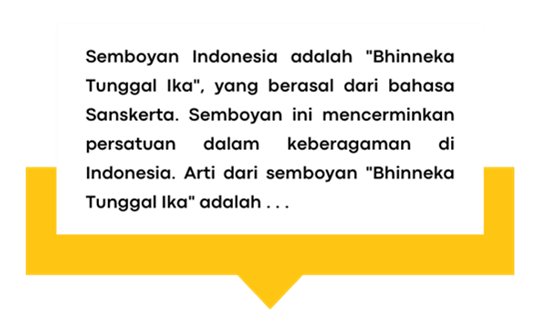 Semboyan Indonesia adalah "Bhinneka
Tunggal Ika", yang berasal dari bahasa
Sanskerta. Semboyan ini mencerminkan
persatuan dalam keberagaman di
Indonesia. Arti dari semboyan "Bhinneka
Tunggal Ika" adalah . . .